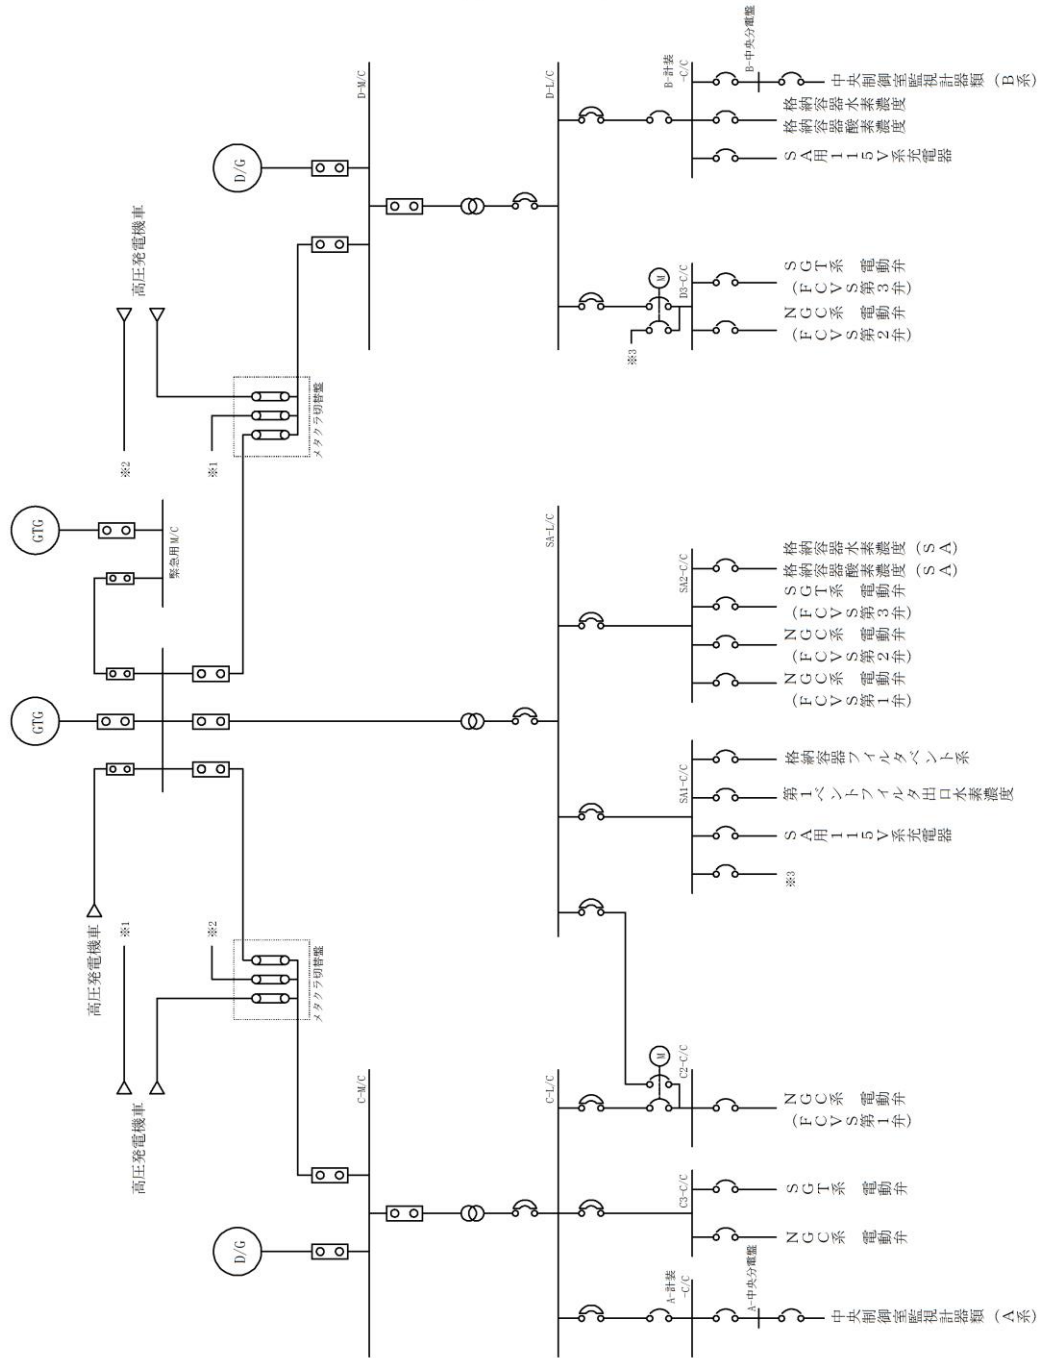 GTG
GTG
高圧発電機車
高圧発電機車
高圧発電機車
※1
※2
※2
※1
緊急用M/C
メタクラ切替盤
メタクラ切替盤
D/G
D/G
C-M/C
D-M/C
C-L/C
SA-L/C
D-L/C
M
M
※3
A-計装
-C/C
C3-C/C
C2-C/C
SA1-C/C
SA2-C/C
D3-C/C
B-計装
-C/C
A-中央分電盤
B-中央分電盤
中央制御室監視計器類(A系)
NGC系 電動弁
SGT系 電動弁
NGC系 電動弁
(FCVS第1弁)
※3
SA用115V系充電器
第1ベントフィルタ出口水素濃度
格納容器フィルタベント系
NGC系 電動弁
(FCVS第1弁)
NGC系 電動弁
(FCVS第2弁)
SGT系 電動弁
(FCVS第3弁)
格納容器酸素濃度(SA)
格納容器水素濃度(SA)
NGC系 電動弁
(FCVS第2弁)
SGT系 電動弁
(FCVS第3弁)
SA用115V系充電器
格納容器酸素濃度
格納容器水素濃度
中央制御室監視計器類(B系)